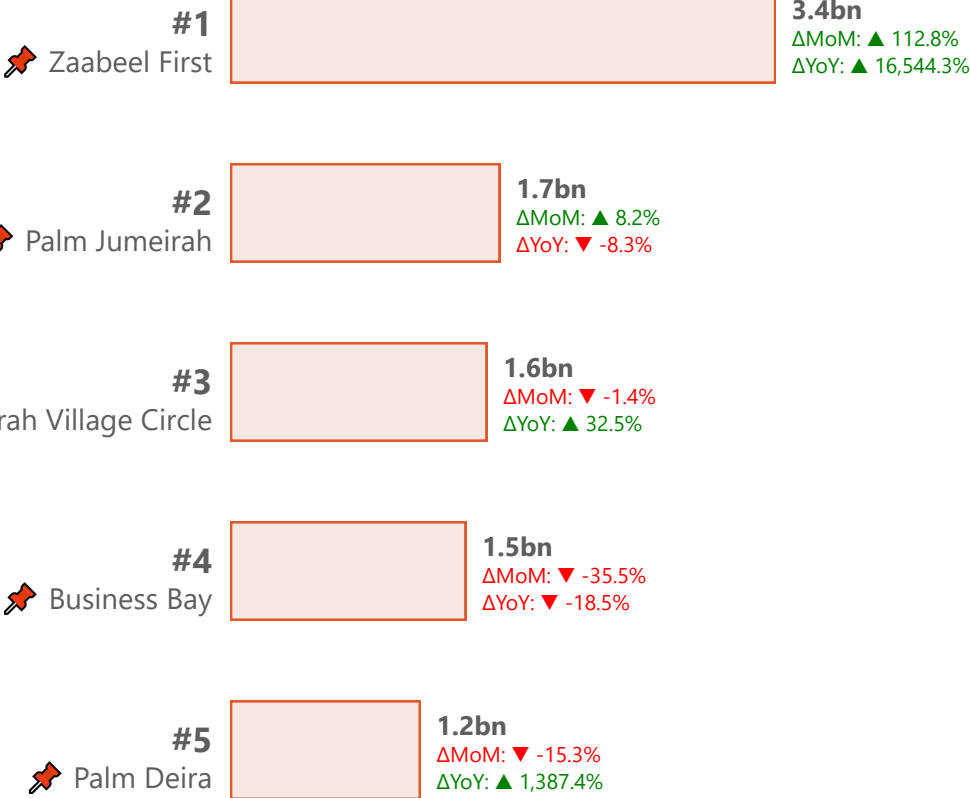 #1
Zaabeel First
3.4bn
ΔMoM: ▲ 112.8%
ΔYoY: ▲ 16,544.3%
#2
Palm Jumeirah
1.7bn
ΔMoM: ▲ 8.2%
ΔYoY: ▼ -8.3%
#3
rah Village Circle
1.6bn
ΔMoM: ▼ -1.4%
ΔYoY: ▲ 32.5%
#4
Business Bay
1.5bn
ΔMoM: ▼ -35.5%
ΔYoY: ▼ -18.5%
#5
Palm Deira
1.2bn
ΔMoM: ▼ -15.3%
ΔYoY: ▲ 1,387.4%